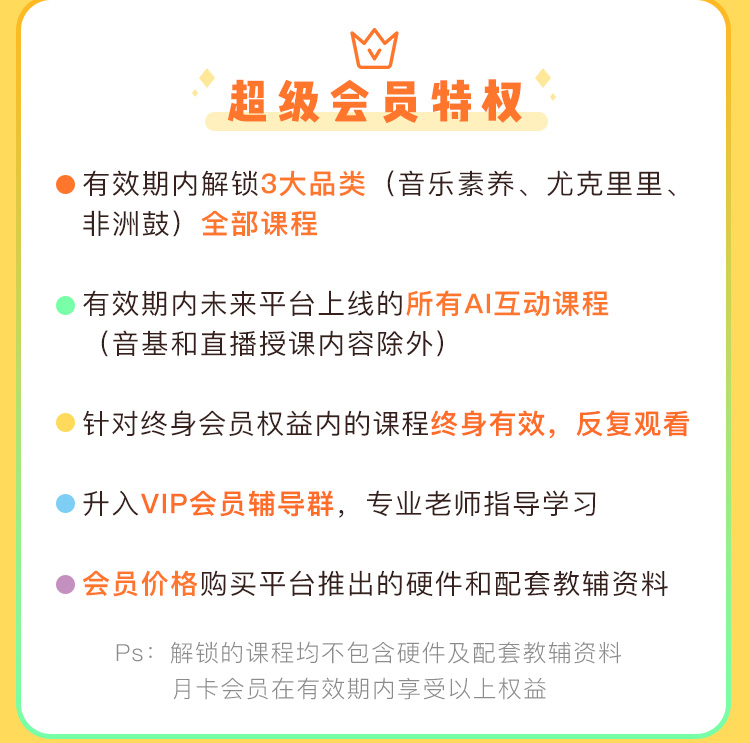 超级会员特权
有效期内解锁3大品类（音乐素养、尤克里里、
非洲鼓）全部课程
有效期内未来平台上线的所有AI互动课程
（音基和直播授课内容除外）
针对终身会员权益内的课程终身有效，反复观看
升入VIP会员辅导群，专业老师指导学习
会员价格购买平台推出的硬件和配套教辅资料
Ps：解锁的课程均不包含硬件及配套教辅资料
月卡会员在有效期内享受以上权益